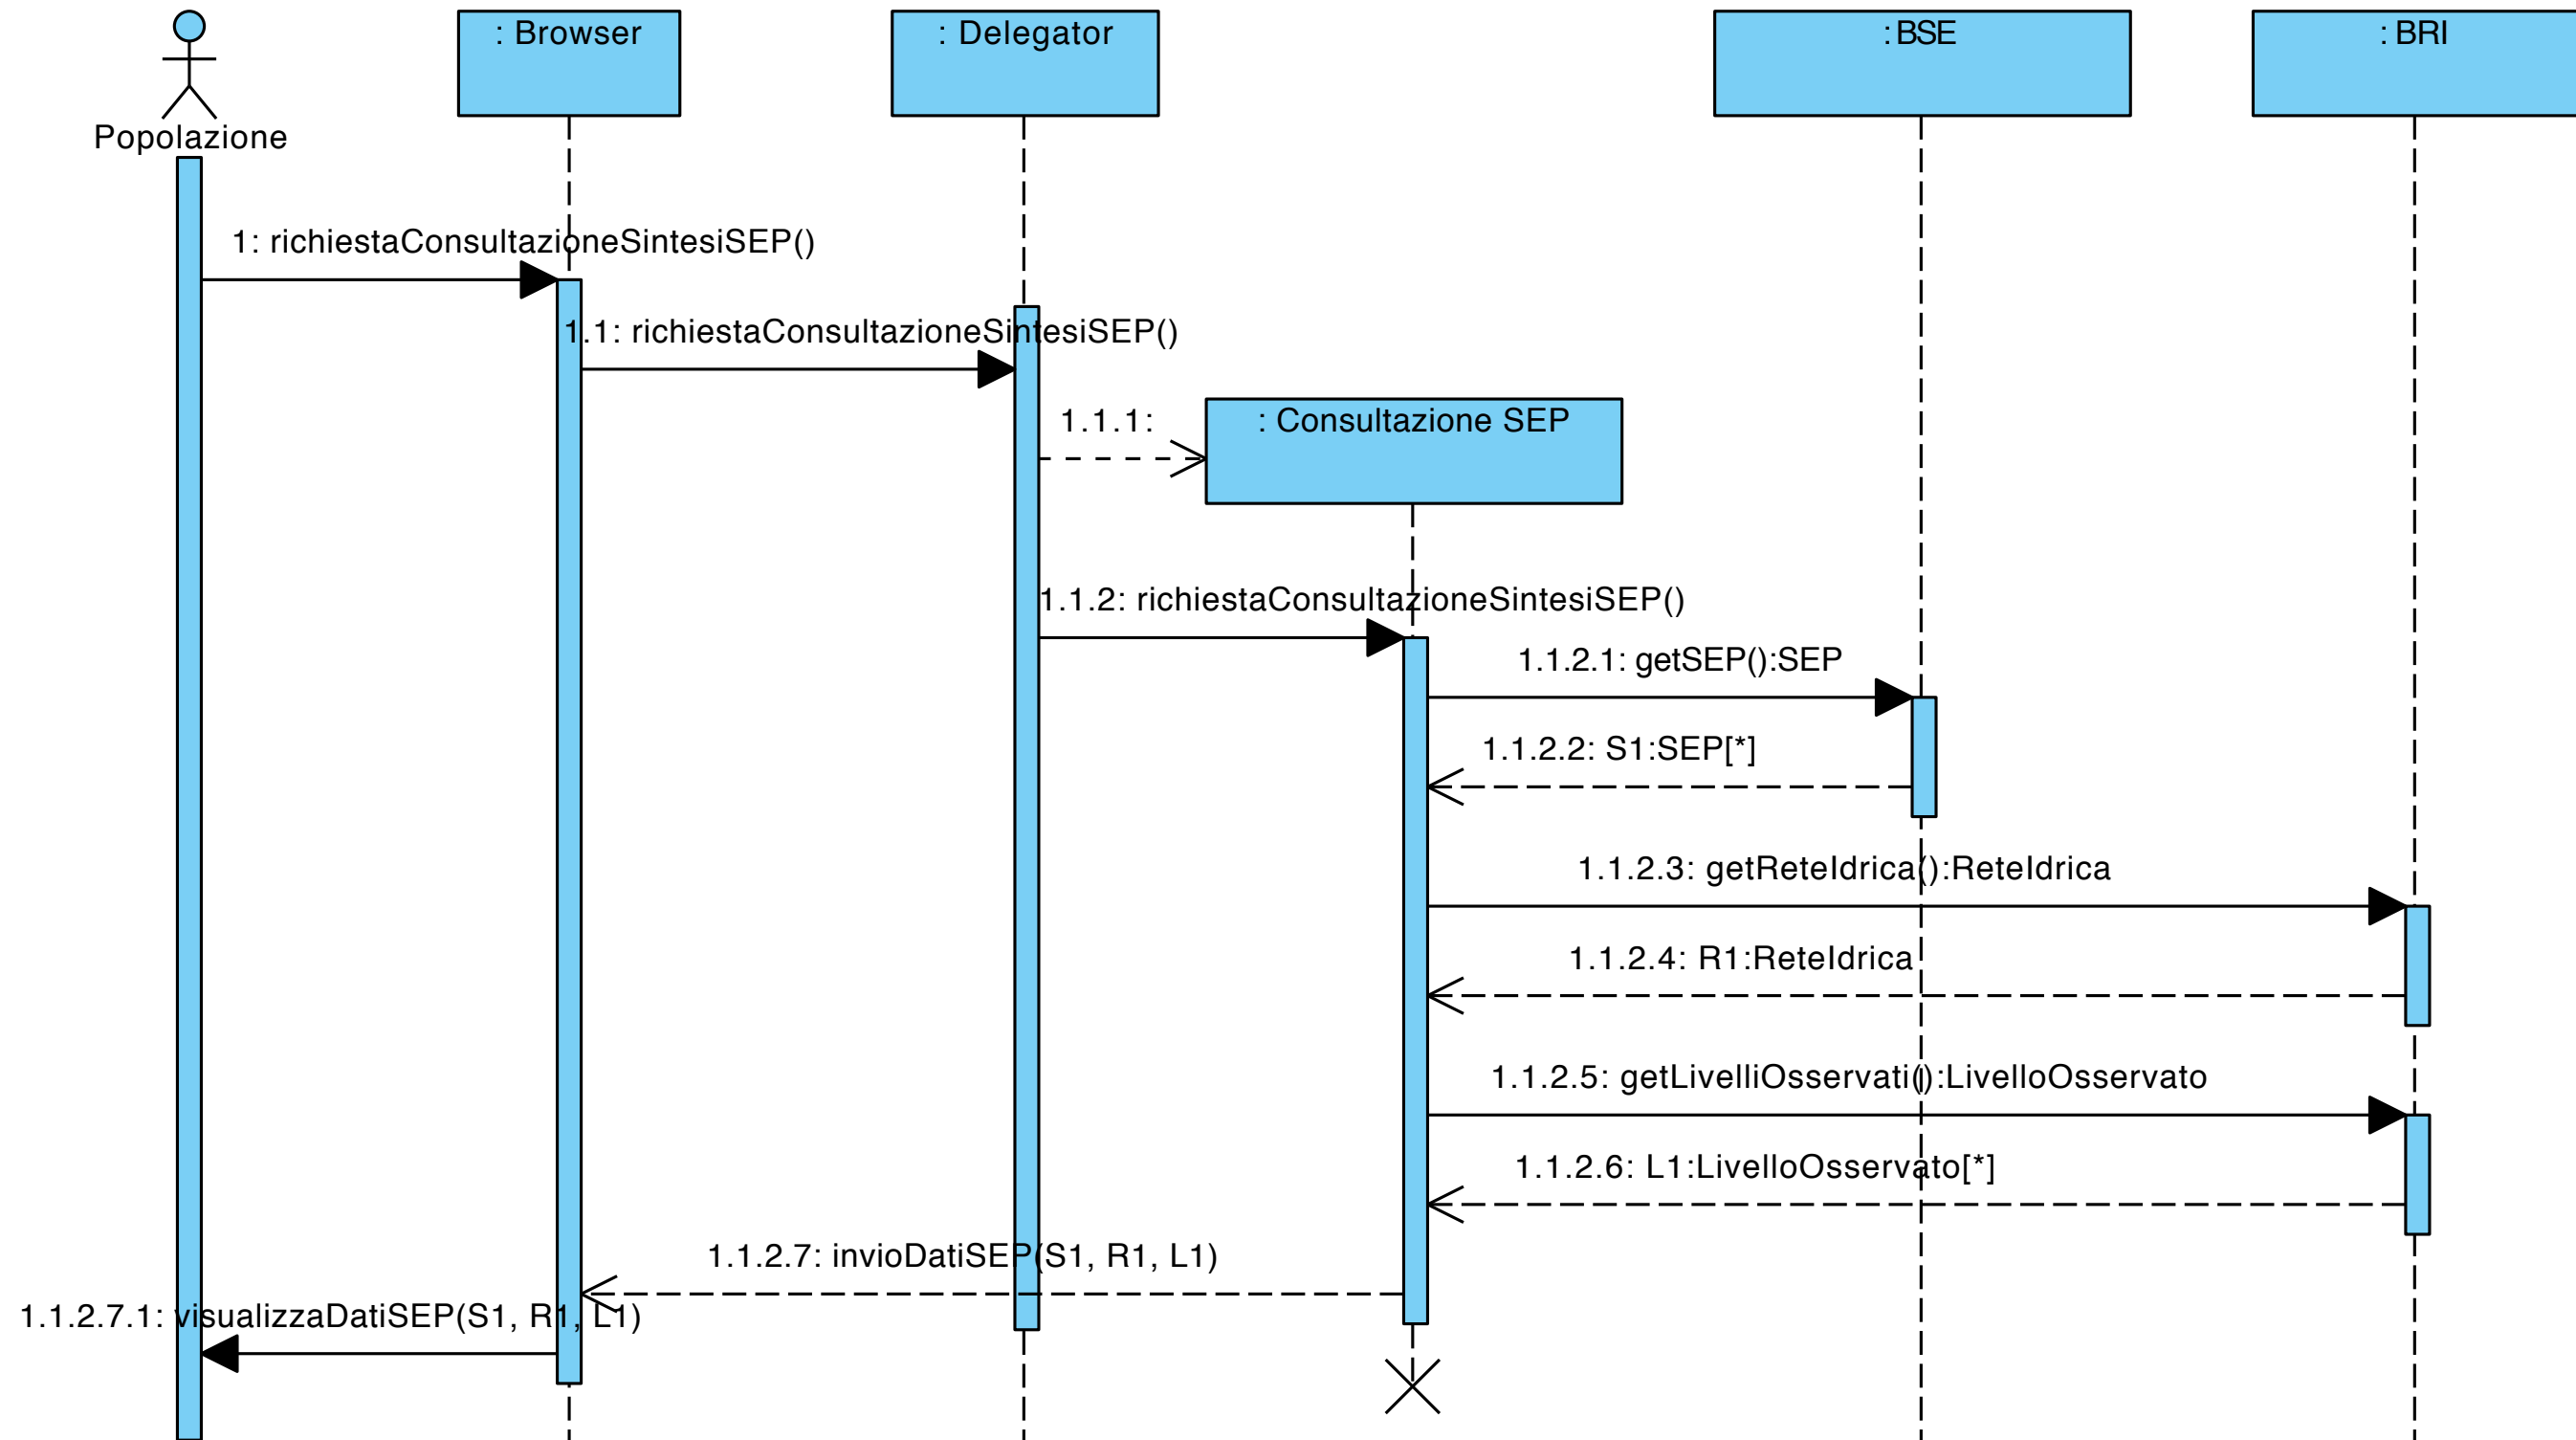 : Browser
: Delegator
: BSE
: BRI
Popolazione
1: richiestaConsultazioneSintesiSEP()
1.1: richiestaConsultazioneSintesiSEP()
1.1.1:
: Consultazione SEP
1.1.2: richiestaConsultazioneSintesiSEP()
1.1.2.1: getSEP():SEP
1.1.2.2: S1:SEP[*]
1.1.2.3: getReteIdrica():ReteIdrica
1.1.2.4: R1:ReteIdrica
1.1.2.5: getLivelliOsservati():LivelloOsservato
1.1.2.6: L1:LivelloOsservato[*]
1.1.2.7: invioDatiSEP(S1, R1, L1)
1.1.2.7.1: visualizzaDatiSEP(S1, R1, L1)